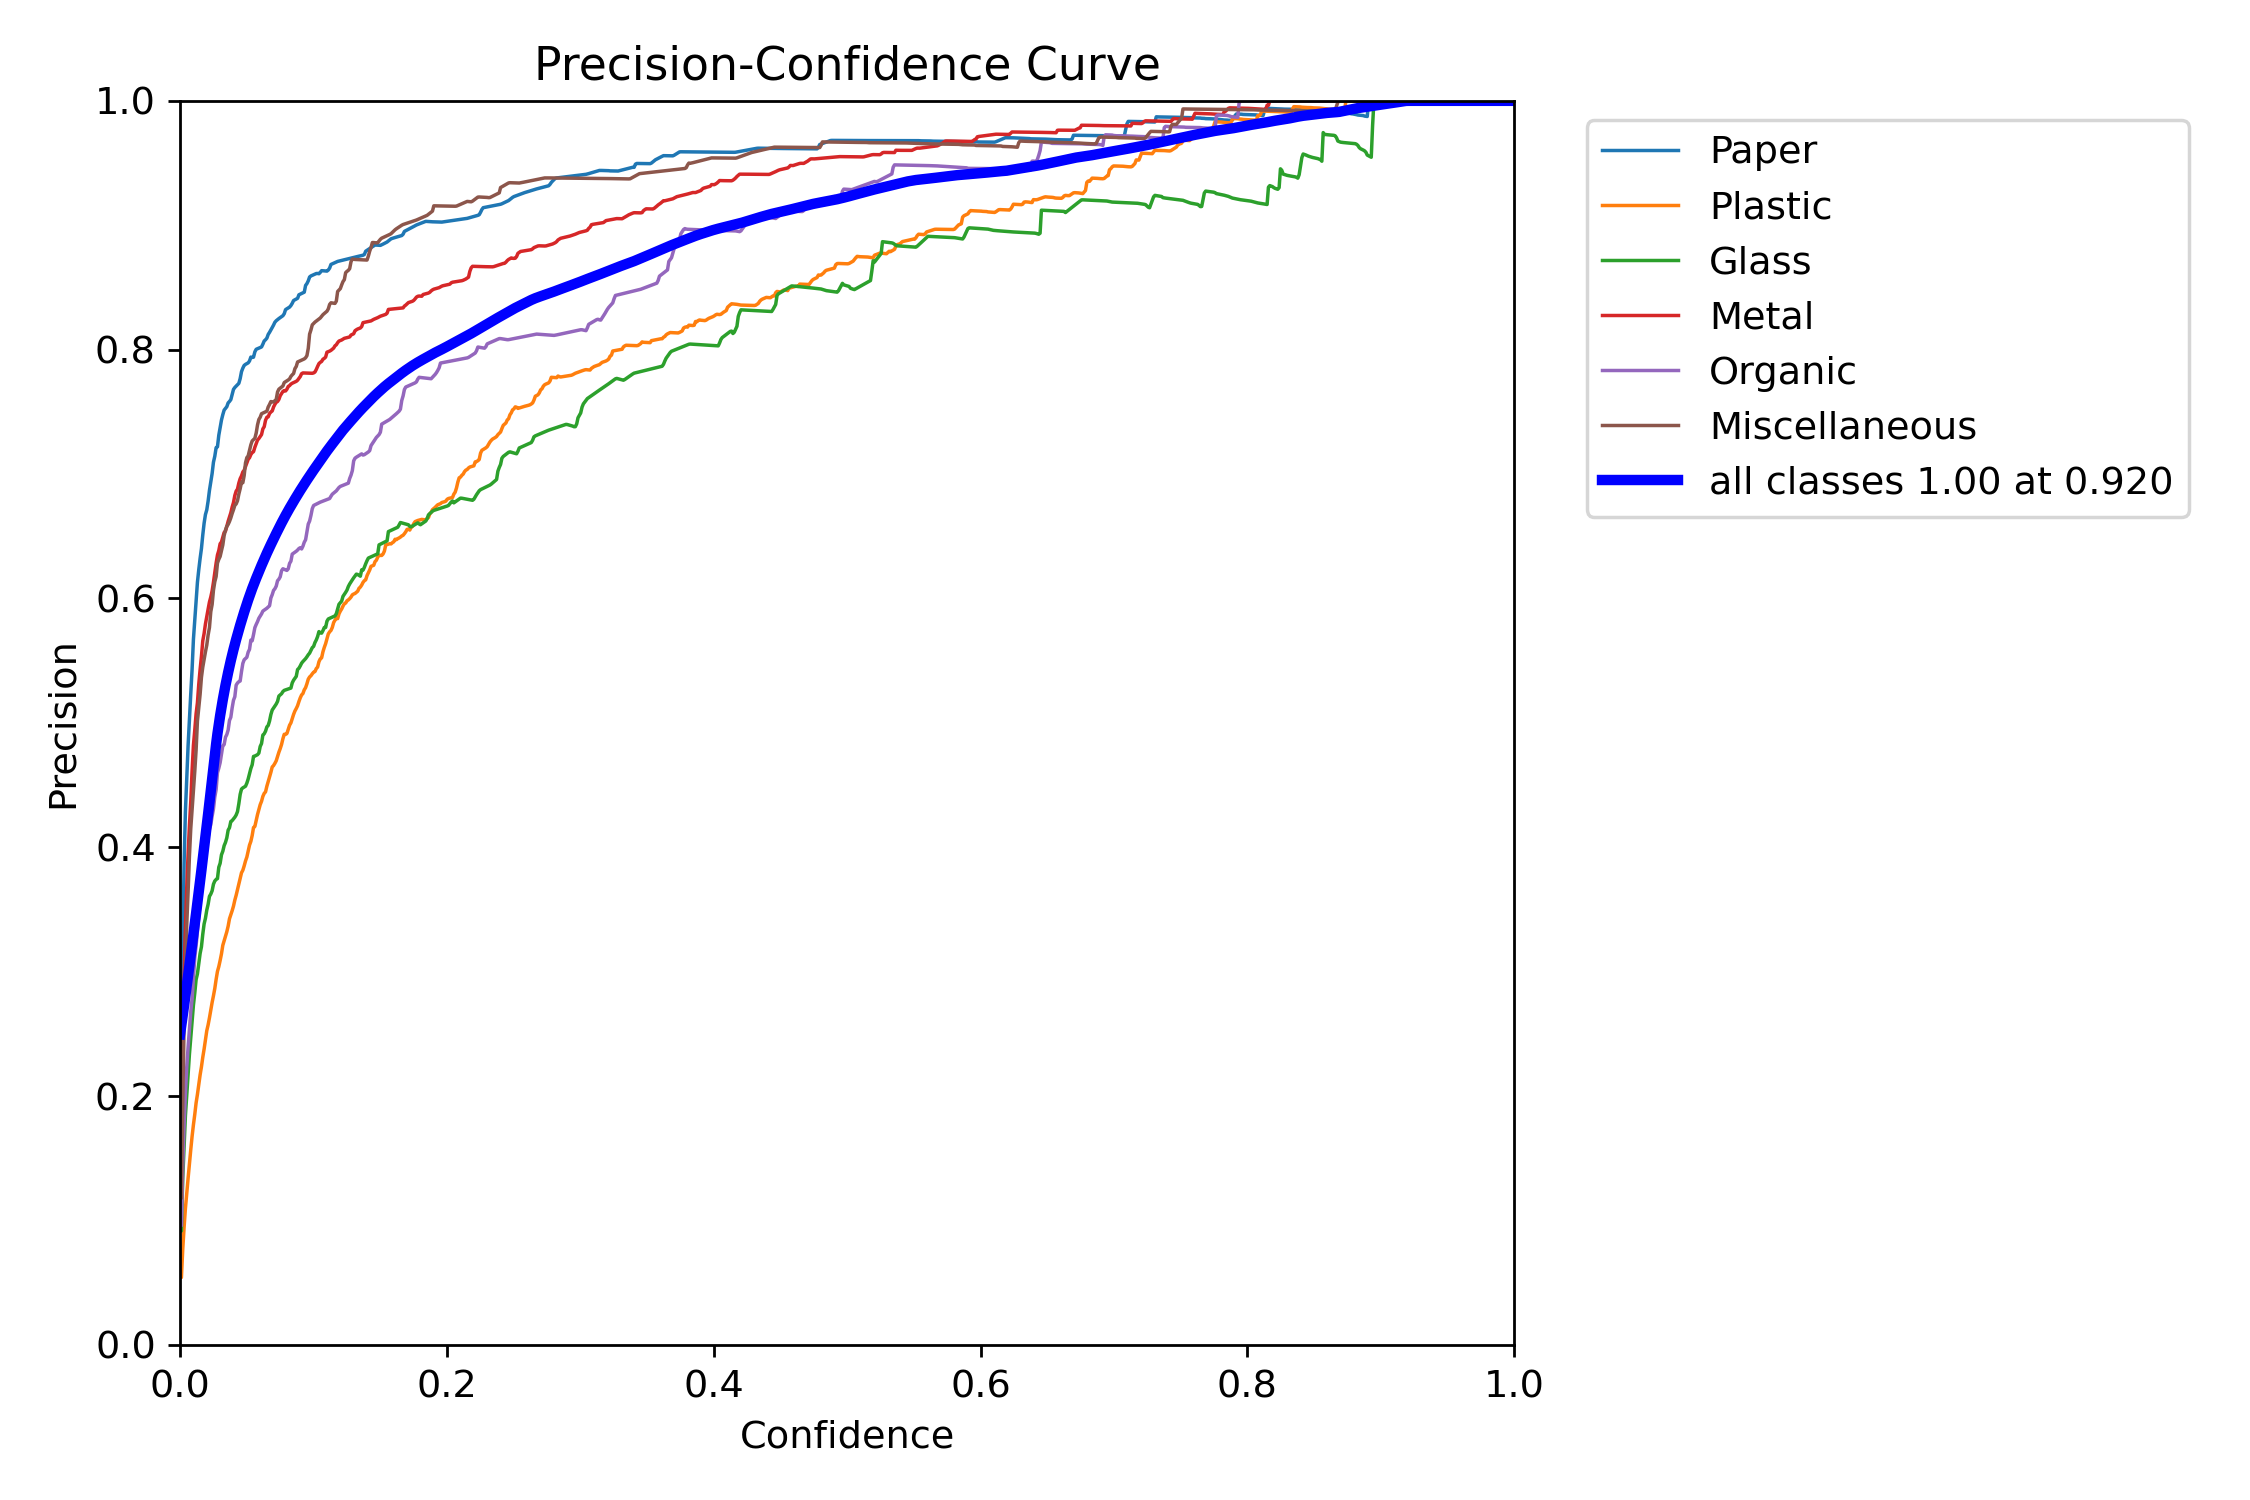 Precision-Confidence Curve
1.0
0.8
0.6
0.4
0.2
0.0
Precision
0.0 0.2 0.4 0.6 0.8 1.0
Confidence
Paper
Plastic
Glass
Metal
Organic
Miscellaneous
all classes 1.00 at 0.920